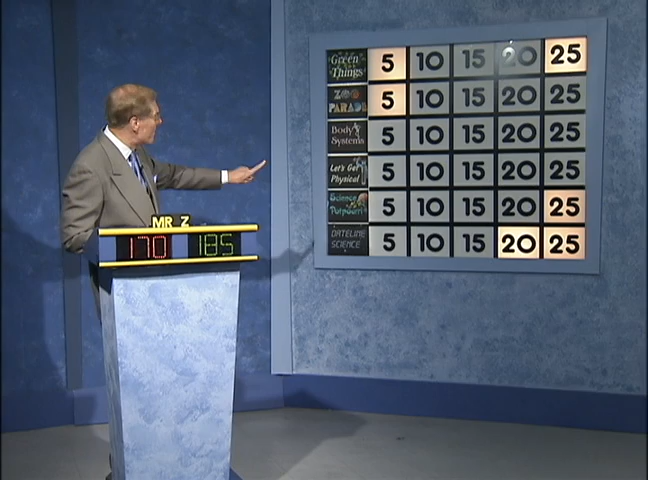 Green Things 5 10 15 20 25
ZOO PARADE 5 10 15 20 25
Body Systems 5 10 15 20 25
Let's Get Physical 5 10 15 20 25
Science Potpourri 5 10 15 20 25
DATELINE SCIENCE 5 10 15 20 25
MR Z
170 185